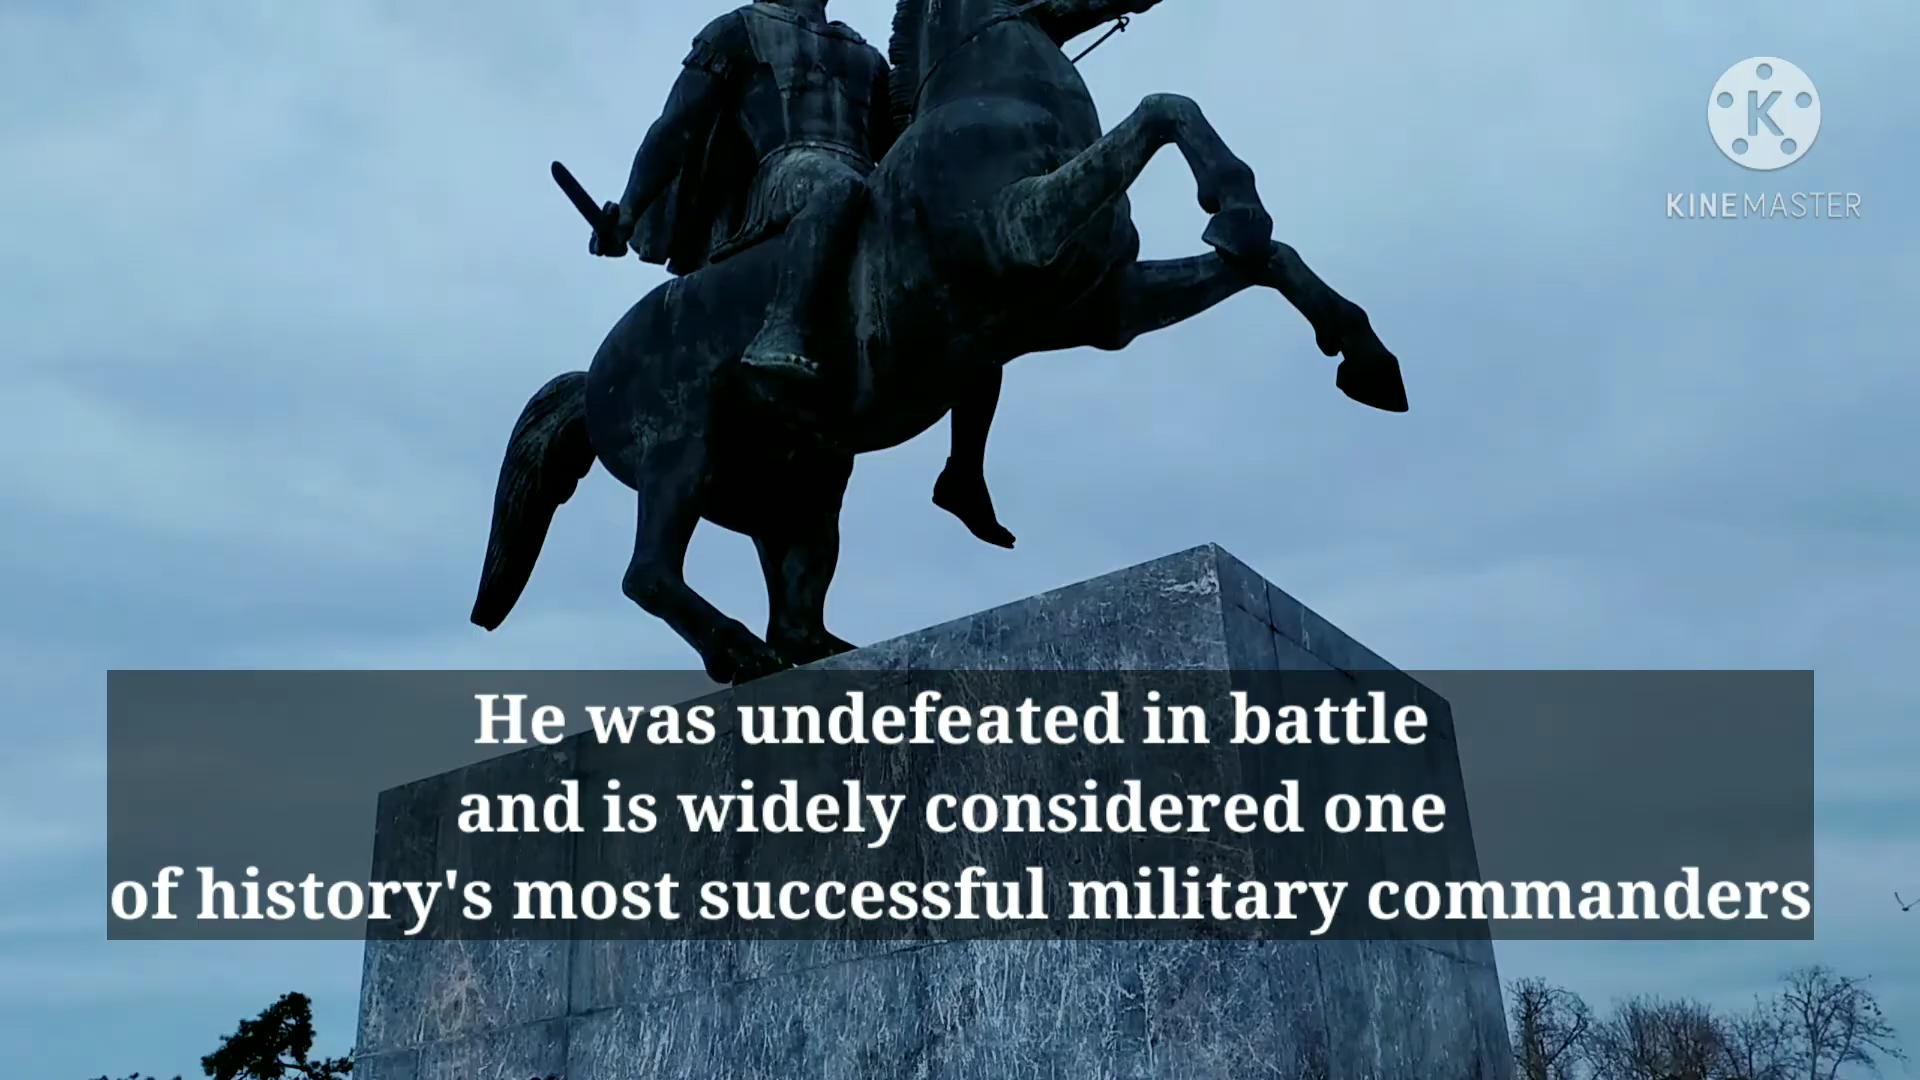 K
KINEMASTER
He was undefeated in battle
and is widely considered one
of history's most successful military commanders